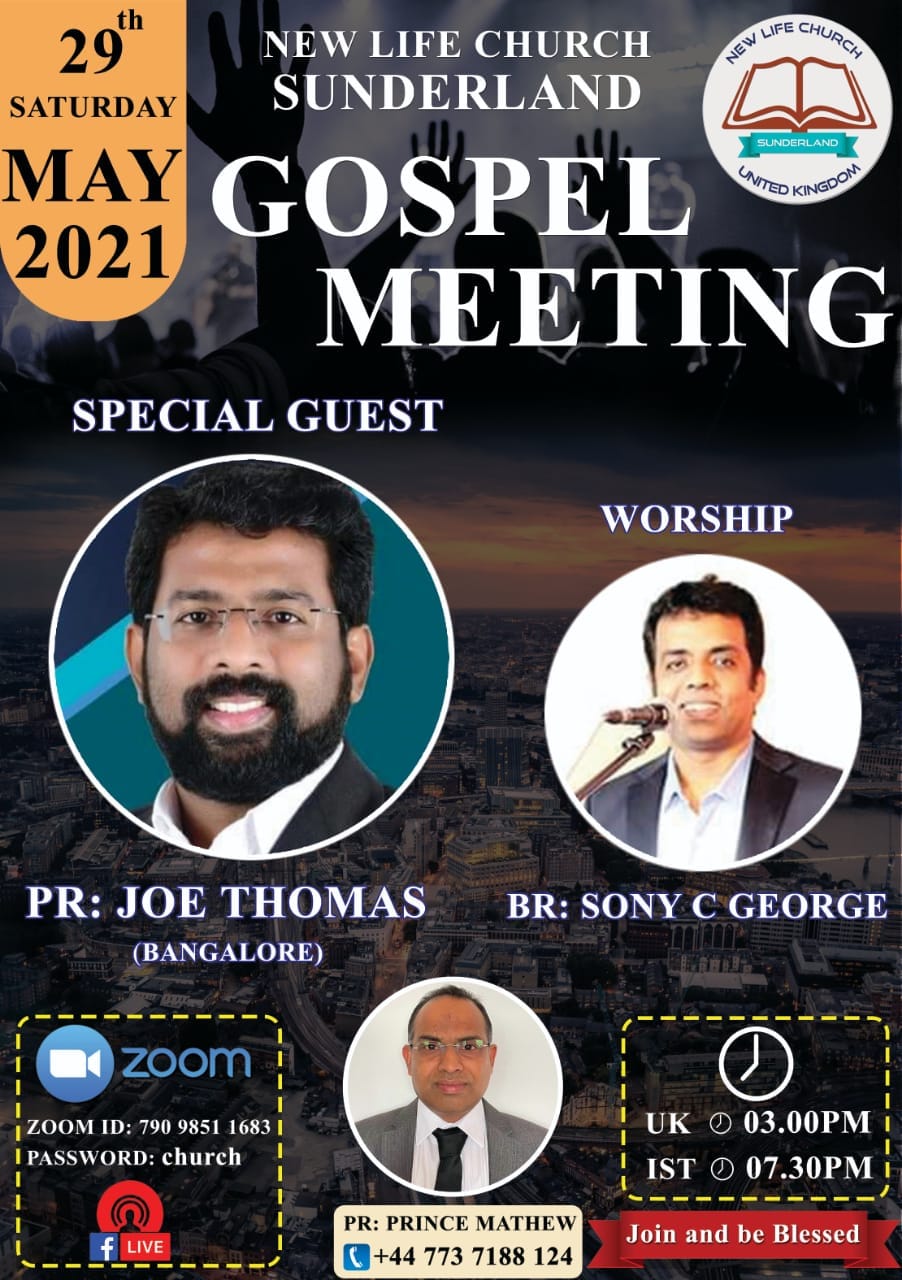 29th
SATURDAY
MAY
2021
NEW LIFE CHURCH
SUNDERLAND
NEW LIFE CHURCH
SUNDERLAND
UNITED KINGDOM
GOSPEL
MEETING
SPECIAL GUEST
WORSHIP
PR: JOE THOMAS
(BANGALORE)
BR: SONY C GEORGE
zoom
ZOOM ID: 790 9851 1683
PASSWORD: church
f LIVE
PR: PRINCE MATHEW
+44 773 7188 124
UK 03.00PM
IST 07.30PM
Join and be Blessed